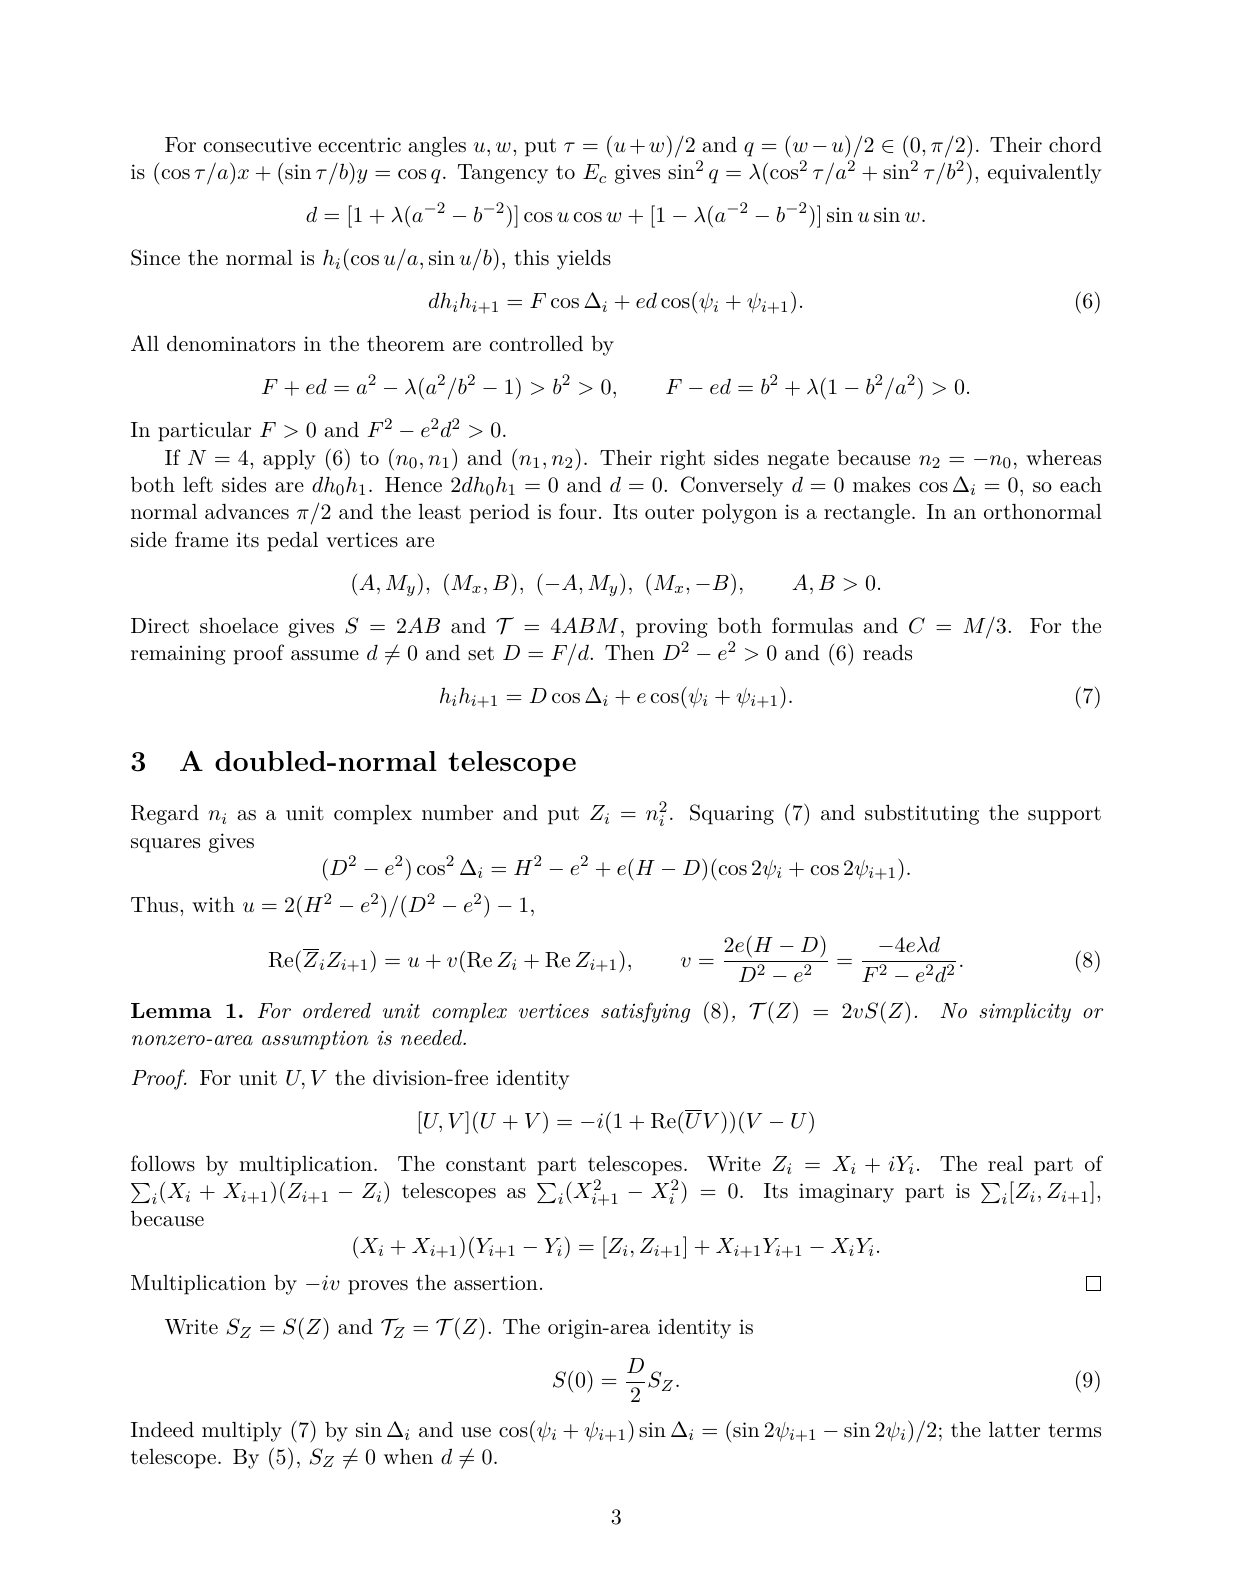 For consecutive eccentric angles u, w, put τ = (u + w)/2 and q = (w − u)/2 ∈ (0, π/2). Their chord
is (cos τ/a)x + (sin τ/b)y = cos q. Tangency to E_c gives sin² q = λ(cos² τ/a² + sin² τ/b²), equivalently
d = [1 + λ(a⁻² − b⁻²)] cos u cos w + [1 − λ(a⁻² − b⁻²)] sin u sin w.
Since the normal is h_i(cos u/a, sin u/b), this yields
dh_ih_{i+1} = F cos Δ_i + ed cos(ψ_i + ψ_{i+1}). (6)
All denominators in the theorem are controlled by
F + ed = a² − λ(a²/b² − 1) > b² > 0, F − ed = b² + λ(1 − b²/a²) > 0.
In particular F > 0 and F² − e²d² > 0.
If N = 4, apply (6) to (n₀, n₁) and (n₁, n₂). Their right sides negate because n₂ = −n₀, whereas
both left sides are dh₀h₁. Hence 2dh₀h₁ = 0 and d = 0. Conversely d = 0 makes cos Δ_i = 0, so each
normal advances π/2 and the least period is four. Its outer polygon is a rectangle. In an orthonormal
side frame its pedal vertices are
(A, M_y), (M_x, B), (−A, M_y), (M_x, −B), A, B > 0.
Direct shoelace gives S = 2AB and 𝒯 = 4ABM, proving both formulas and C = M/3. For the
remaining proof assume d ≠ 0 and set D = F/d. Then D² − e² > 0 and (6) reads
h_ih_{i+1} = D cos Δ_i + e cos(ψ_i + ψ_{i+1}). (7)
3 A doubled-normal telescope
Regard n_i as a unit complex number and put Z_i = n_i². Squaring (7) and substituting the support
squares gives
(D² − e²) cos² Δ_i = H² − e² + e(H − D)(cos 2ψ_i + cos 2ψ_{i+1}).
Thus, with u = 2(H² − e²)/(D² − e²) − 1,
Re(\overline{Z}_iZ_{i+1}) = u + v(Re Z_i + Re Z_{i+1}), v = \frac{2e(H − D)}{D² − e²} = \frac{−4eλd}{F² − e²d²}. (8)
Lemma 1. For ordered unit complex vertices satisfying (8), 𝒯(Z) = 2vS(Z). No simplicity or
nonzero-area assumption is needed.
Proof. For unit U, V the division-free identity
[U, V](U + V) = −i(1 + Re(\overline{U}V))(V − U)
follows by multiplication. The constant part telescopes. Write Z_i = X_i + iY_i. The real part of
∑_i(X_i + X_{i+1})(Z_{i+1} − Z_i) telescopes as ∑_i(X²_{i+1} − X²_i) = 0. Its imaginary part is ∑_i[Z_i, Z_{i+1}],
because
(X_i + X_{i+1})(Y_{i+1} − Y_i) = [Z_i, Z_{i+1}] + X_{i+1}Y_{i+1} − X_iY_i.
Multiplication by −iv proves the assertion. □
Write S_Z = S(Z) and 𝒯_Z = 𝒯(Z). The origin-area identity is
S(0) = \frac{D}{2}S_Z. (9)
Indeed multiply (7) by sin Δ_i and use cos(ψ_i + ψ_{i+1}) sin Δ_i = (sin 2ψ_{i+1} − sin 2ψ_i)/2; the latter terms
telescope. By (5), S_Z ≠ 0 when d ≠ 0.
3